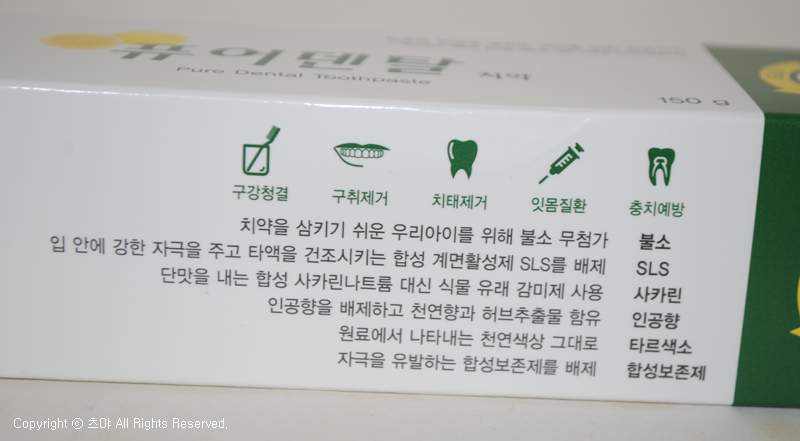 퓨어덴탈 치약
Pure Dental Toothpaste
150 g
구강청결 구취제거 치태제거 잇몸질환 충치예방
치약을 삼키기 쉬운 우리아이를 위해 불소 무첨가 불소
입 안에 강한 자극을 주고 타액을 건조시키는 합성 계면활성제 SLS를 배제 SLS
단맛을 내는 합성 사카린나트륨 대신 식물 유래 감미제 사용 사카린
인공향을 배제하고 천연향과 허브추출물 함유 인공향
원료에서 나타내는 천연색상 그대로 타르색소
자극을 유발하는 합성보존제를 배제 합성보존제
Copyright ⓒ 츠야 All Rights Reserved.